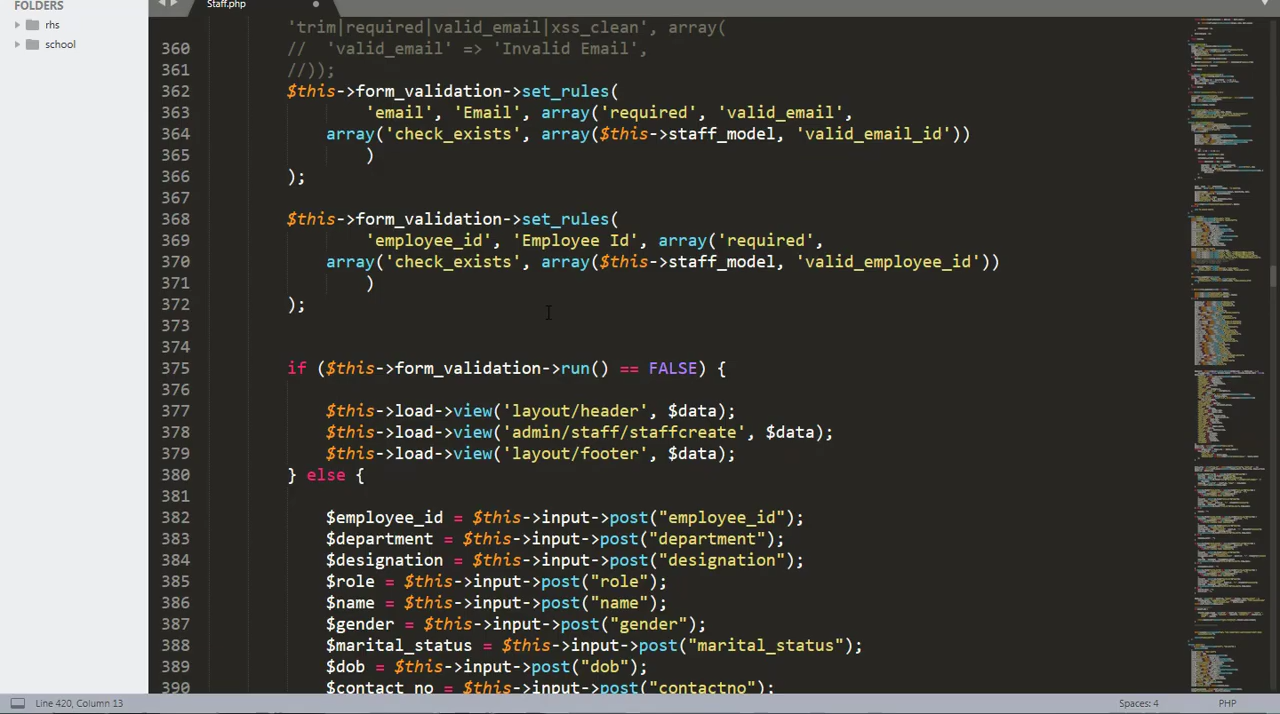 FOLDERS
rhs
school
Staff.php
'trim|required|valid_email|xss_clean', array(
360 //  'valid_email' => 'Invalid Email',
361 //));
362 $this->form_validation->set_rules(
363 'email', 'Email', array('required', 'valid_email',
364 array('check_exists', array($this->staff_model, 'valid_email_id'))
365 )
366 );
367
368 $this->form_validation->set_rules(
369 'employee_id', 'Employee Id', array('required',
370 array('check_exists', array($this->staff_model, 'valid_employee_id'))
371 )
372 );
373
374
375 if ($this->form_validation->run() == FALSE) {
376
377 $this->load->view('layout/header', $data);
378 $this->load->view('admin/staff/staffcreate', $data);
379 $this->load->view('layout/footer', $data);
380 } else {
381
382 $employee_id = $this->input->post("employee_id");
383 $department = $this->input->post("department");
384 $designation = $this->input->post("designation");
385 $role = $this->input->post("role");
386 $name = $this->input->post("name");
387 $gender = $this->input->post("gender");
388 $marital_status = $this->input->post("marital_status");
389 $dob = $this->input->post("dob");
390 $contact_no = $this->input->post("contactno");
Line 420, Column 13
Spaces: 4
PHP